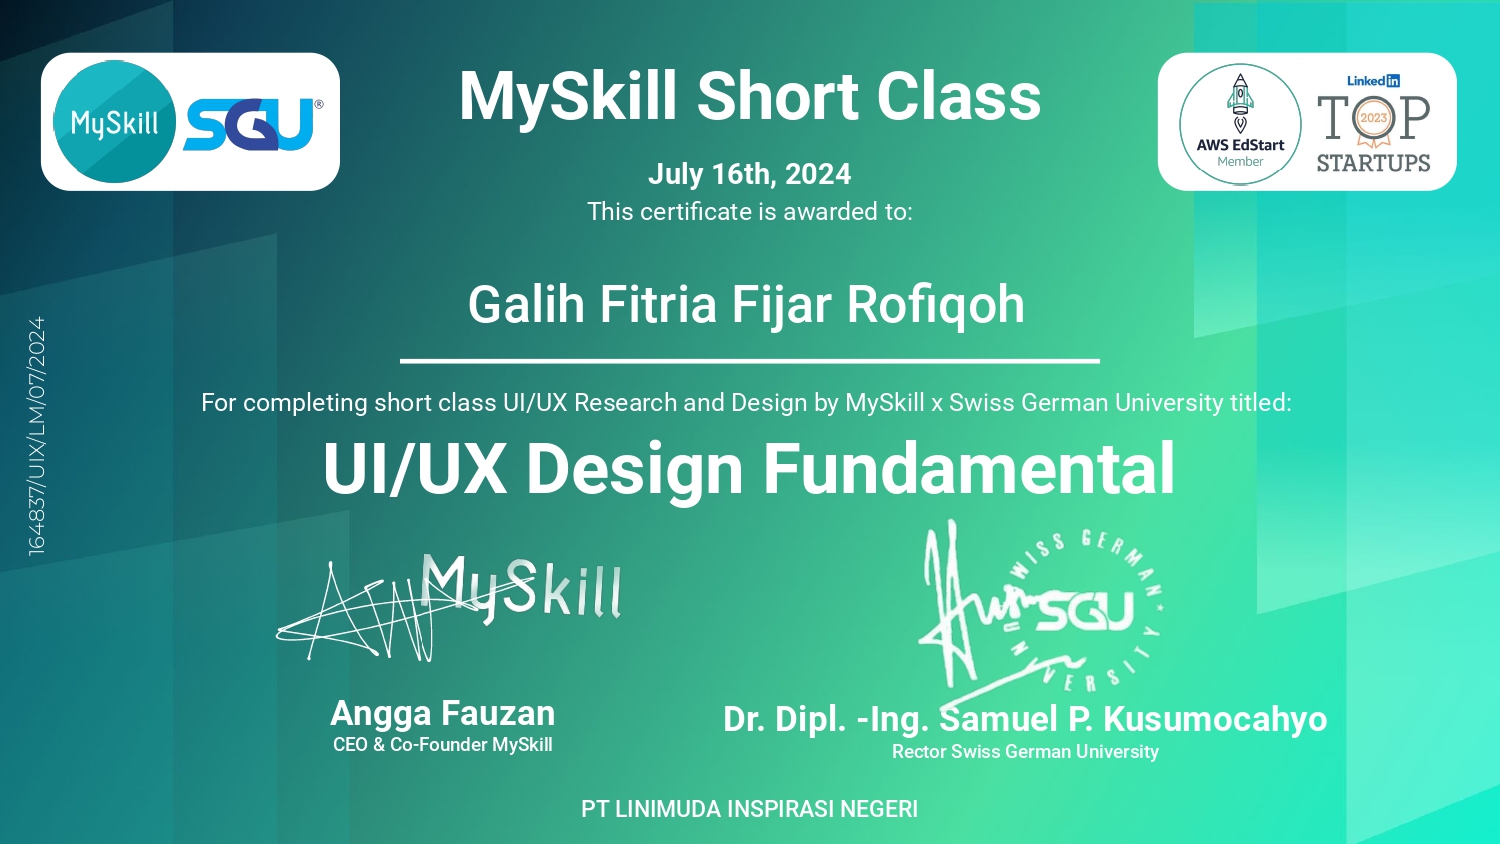 MySkill
SGU®
MySkill Short Class
LinkedIn
TOP
2023
STARTUPS
AWS EdStart
Member
July 16th, 2024
This certificate is awarded to:
Galih Fitria Fijar Rofiqoh
164837/UIX/LM/07/2024
For completing short class UI/UX Research and Design by MySkill x Swiss German University titled:
UI/UX Design Fundamental
MySkill
SWISS GERMAN UNIVERSITY
SGU
Angga Fauzan
CEO & Co-Founder MySkill
Dr. Dipl. -Ing. Samuel P. Kusumocahyo
Rector Swiss German University
PT LINIMUDA INSPIRASI NEGERI